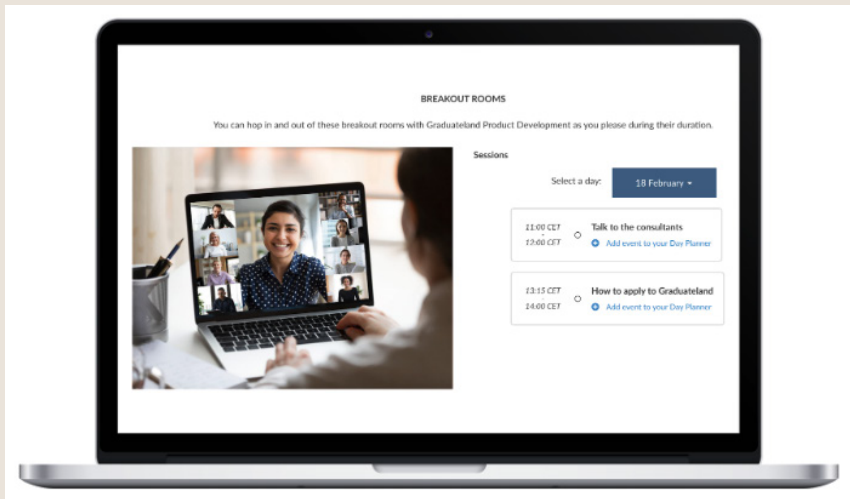 BREAKOUT ROOMS
You can hop in and out of these breakout rooms with Graduateland Product Development as you please during their duration.
Sessions
Select a day:
18 February
11:00 CET
-
12:00 CET
Talk to the consultants
Add event to your Day Planner
13:15 CET
-
14:00 CET
How to apply to Graduateland
Add event to your Day Planner